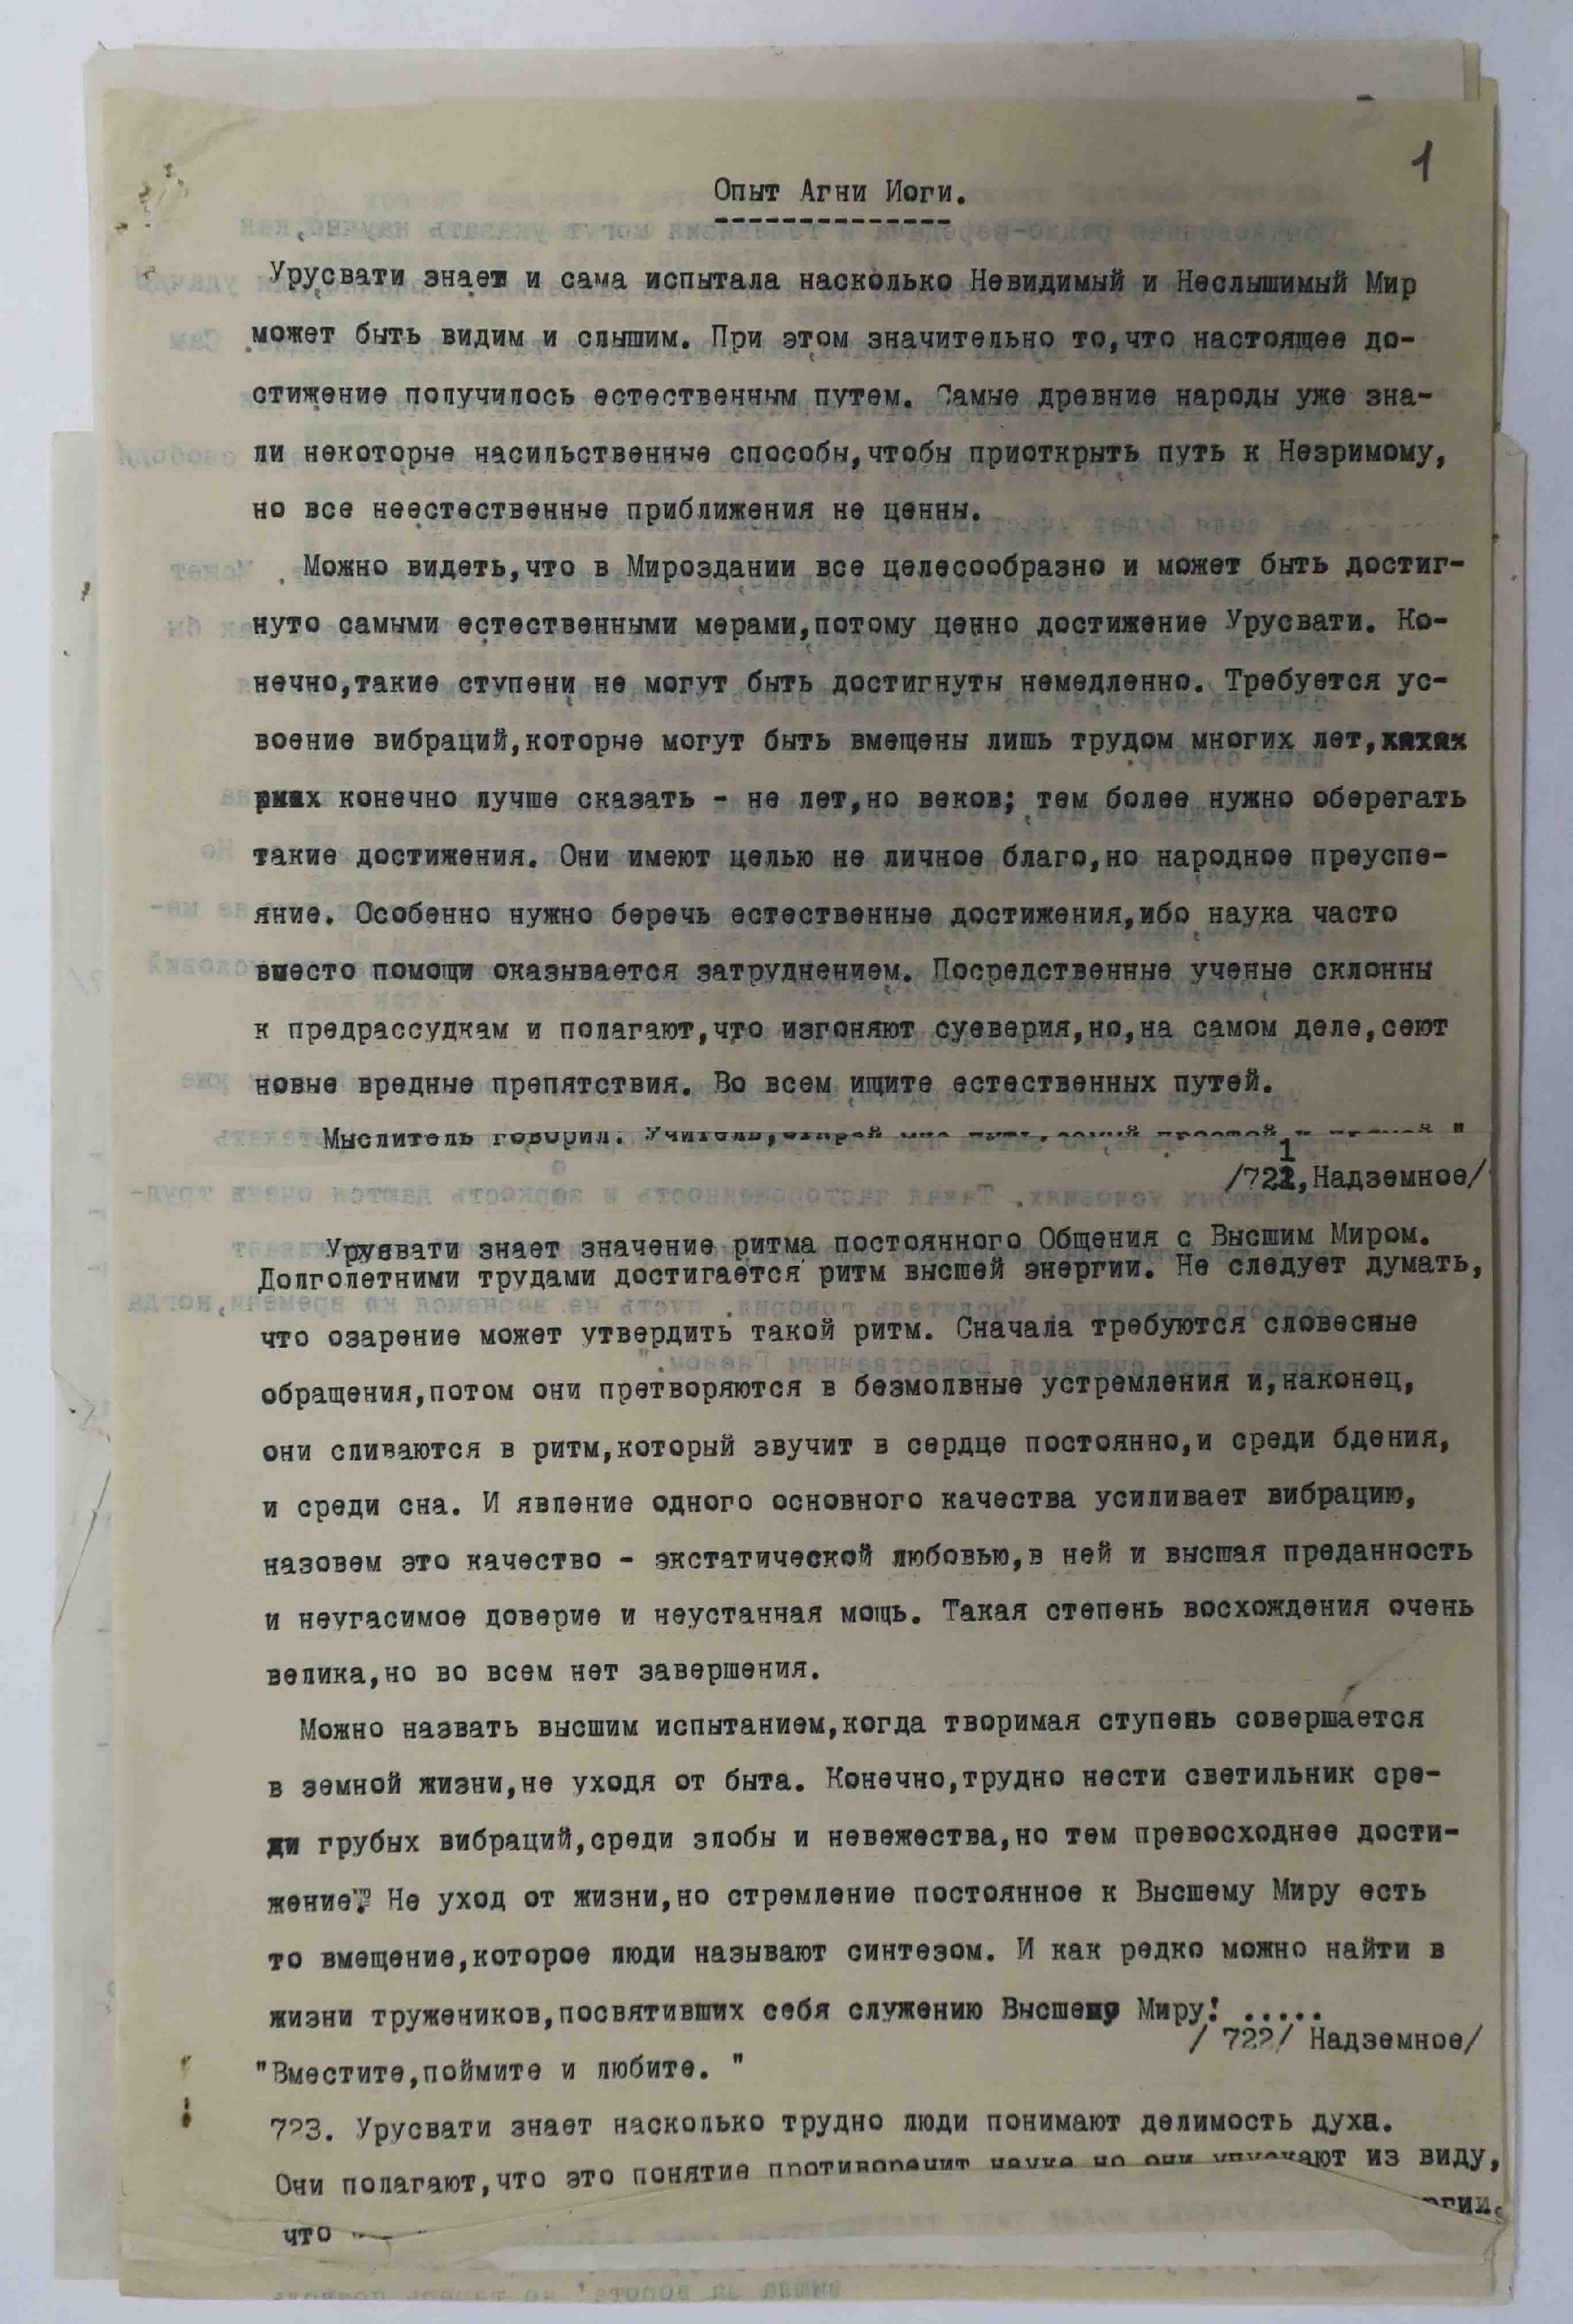 1
Опыт Агни Иоги.
Урусвати знает и сама испытала насколько Невидимый и Неслышимый Мир
может быть видим и слышим. При этом значительно то,что настоящее до-
стижение получилось естественным путем. Самые древние народы уже зна-
ли некоторые насильственные способы,чтобы приоткрыть путь к Незримому,
но все неестественные приближения не ценны.
Можно видеть,что в Мироздании все целесообразно и может быть достиг-
нуто самыми естественными мерами,потому ценно достижение Урусвати. Ко-
нечно,такие ступени не могут быть достигнуты немедленно. Требуется ус-
воение вибраций,которые могут быть вмещены лишь трудом многих лет,
конечно лучше сказать - не лет,но веков; тем более нужно оберегать
такие достижения. Они имеют целью не личное благо,но народное преуспе-
яние. Особенно нужно беречь естественные достижения,ибо наука часто
вместо помощи оказывается затруднением. Посредственные ученые склонны
к предрассудкам и полагают,что изгоняют суеверия,но,на самом деле,сеют
новые вредные препятствия. Во всем ищите естественных путей.
Мыслитель говорил: Учитель,открой мне путь,самый простой и прямой."
/721,Надземное/
Урусвати знает значение ритма постоянного Общения с Высшим Миром.
Долголетними трудами достигается ритм высшей энергии. Не следует думать,
что озарение может утвердить такой ритм. Сначала требуются словесные
обращения,потом они претворяются в безмолвные устремления и,наконец,
они сливаются в ритм,который звучит в сердце постоянно,и среди бдения,
и среди сна. И явление одного основного качества усиливает вибрацию,
назовем это качество - экстатической любовью,в ней и высшая преданность
и неугасимое доверие и неустанная мощь. Такая степень восхождения очень
велика,но во всем нет завершения.
Можно назвать высшим испытанием,когда творимая ступень совершается
в земной жизни,не уходя от быта. Конечно,трудно нести светильник сре-
ди грубых вибраций,среди злобы и невежества,но тем превосходнее дости-
жение. Не уход от жизни,но стремление постоянное к Высшему Миру есть
то вмещение,которое люди называют синтезом. И как редко можно найти в
жизни тружеников,посвятивших себя служению Высшему Миру! .....
/ 722/ Надземное/
"Вместите,поймите и любите. "
723. Урусвати знает насколько трудно люди понимают делимость духа.
Они полагают,что это понятие противоречит науке но они упускают из виду,
что